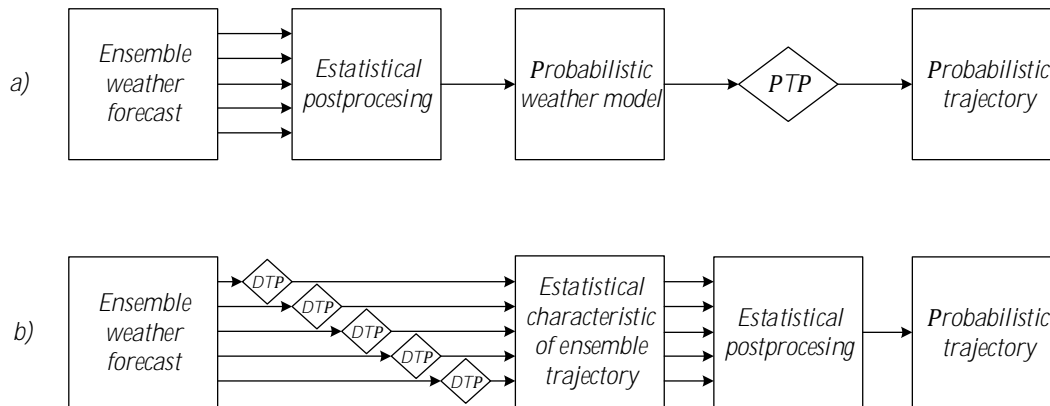 a)
Ensemble
weather
forecast
Estatistical
postprocesing
Probabilistic
weather model
PTP
Probabilistic
trajectory
b)
Ensemble
weather
forecast
DTP
DTP
DTP
DTP
DTP
Estatistical
characteristic
of ensemble
trajectory
Estatistical
postprocesing
Probabilistic
trajectory